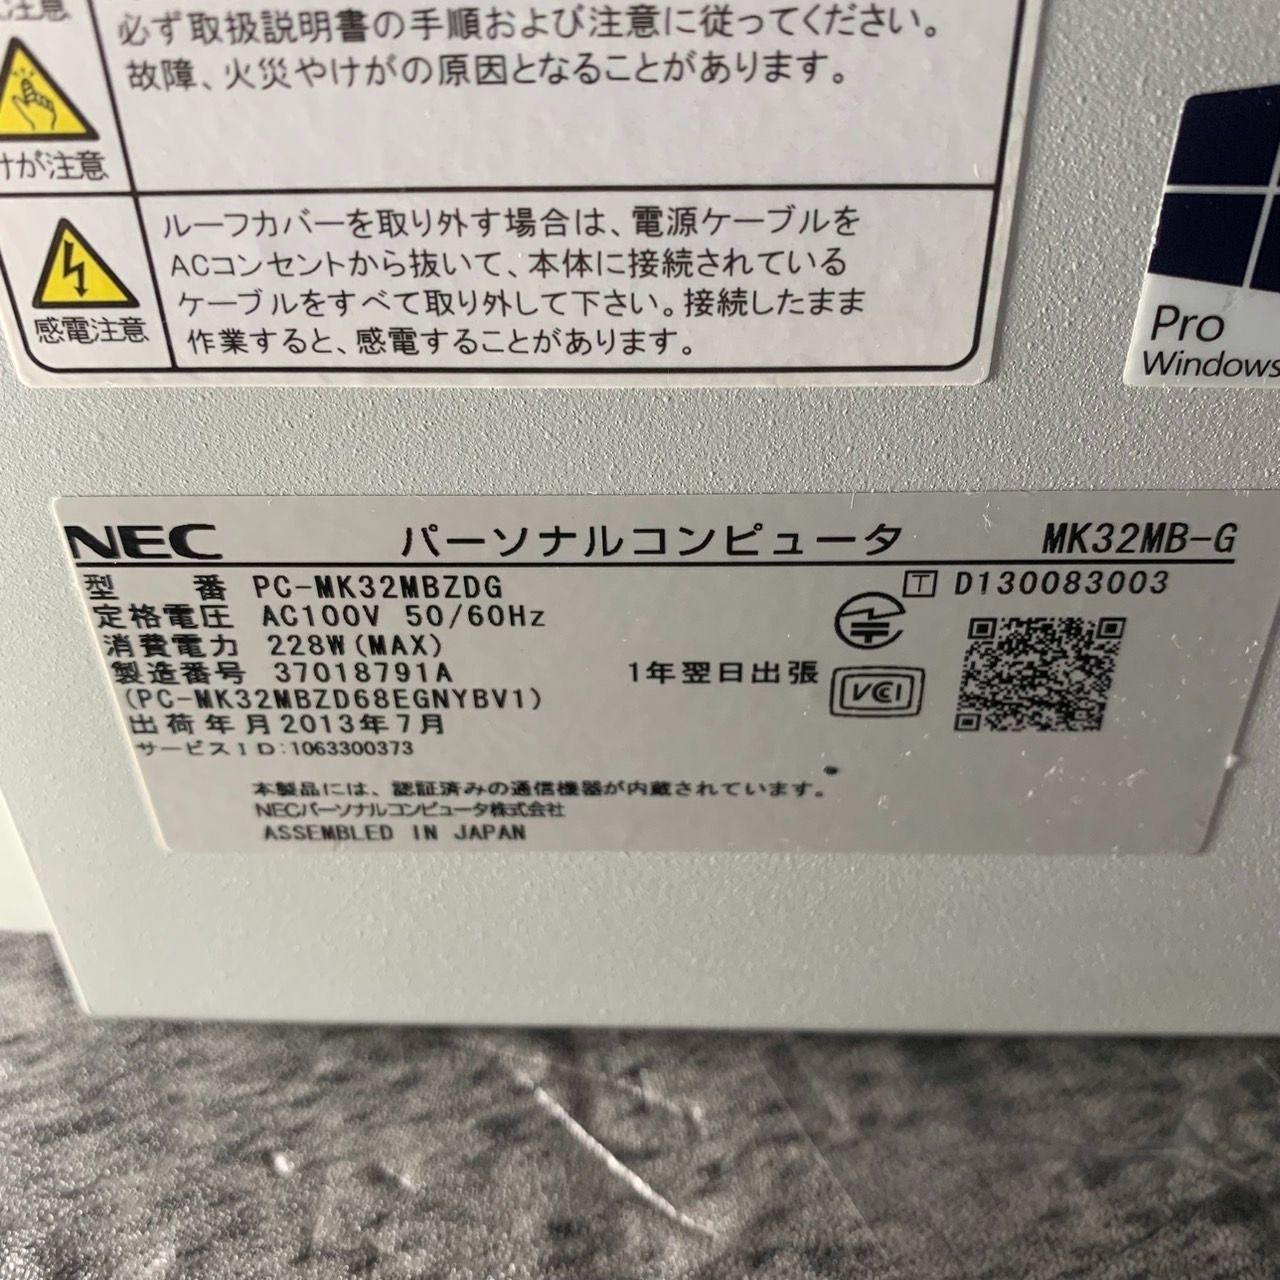 注意
必ず取扱説明書の手順および注意に従ってください。
故障、火災やけがの原因となることがあります。
けが注意
ルーフカバーを取り外す場合は、電源ケーブルを
ACコンセントから抜いて、本体に接続されている
ケーブルをすべて取り外して下さい。接続したまま
作業すると、感電することがあります。
感電注意
Pro
Windows
NEC パーソナルコンピュータ MK32MB-G
型 番 PC-MK32MBZDG
T D130083003
定格電圧 AC100V 50/60Hz
消費電力 228W(MAX)
製造番号 37018791A
1年翌日出張
VCCI
(PC-MK32MBZD68EGNYBV1)
出荷年月2013年7月
サービスID:1063300373
本製品には、認証済みの通信機器が内蔵されています。
NECパーソナルコンピュータ株式会社
ASSEMBLED IN JAPAN